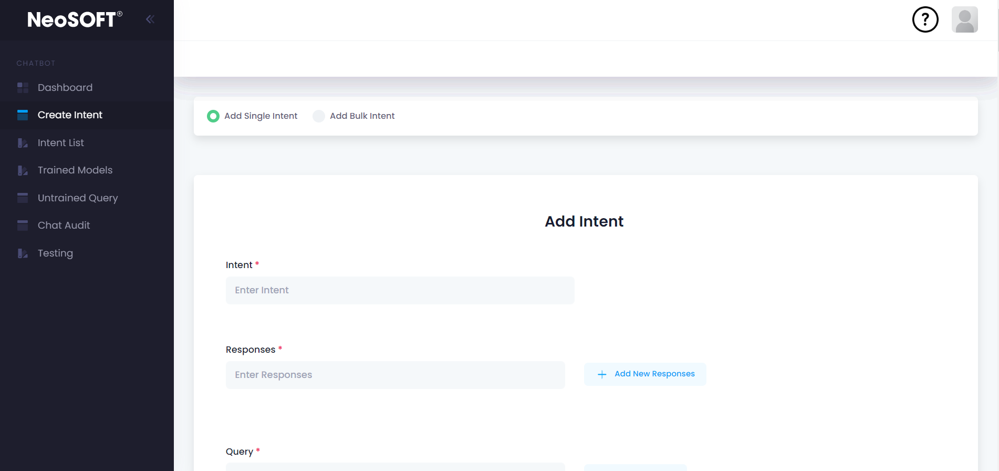 NeoSOFT®
?
CHATBOT
Dashboard
Create Intent
Intent List
Trained Models
Untrained Query
Chat Audit
Testing
Add Single Intent
Add Bulk Intent
Add Intent
Intent *
Enter Intent
Responses *
Enter Responses
Add New Responses
Query *